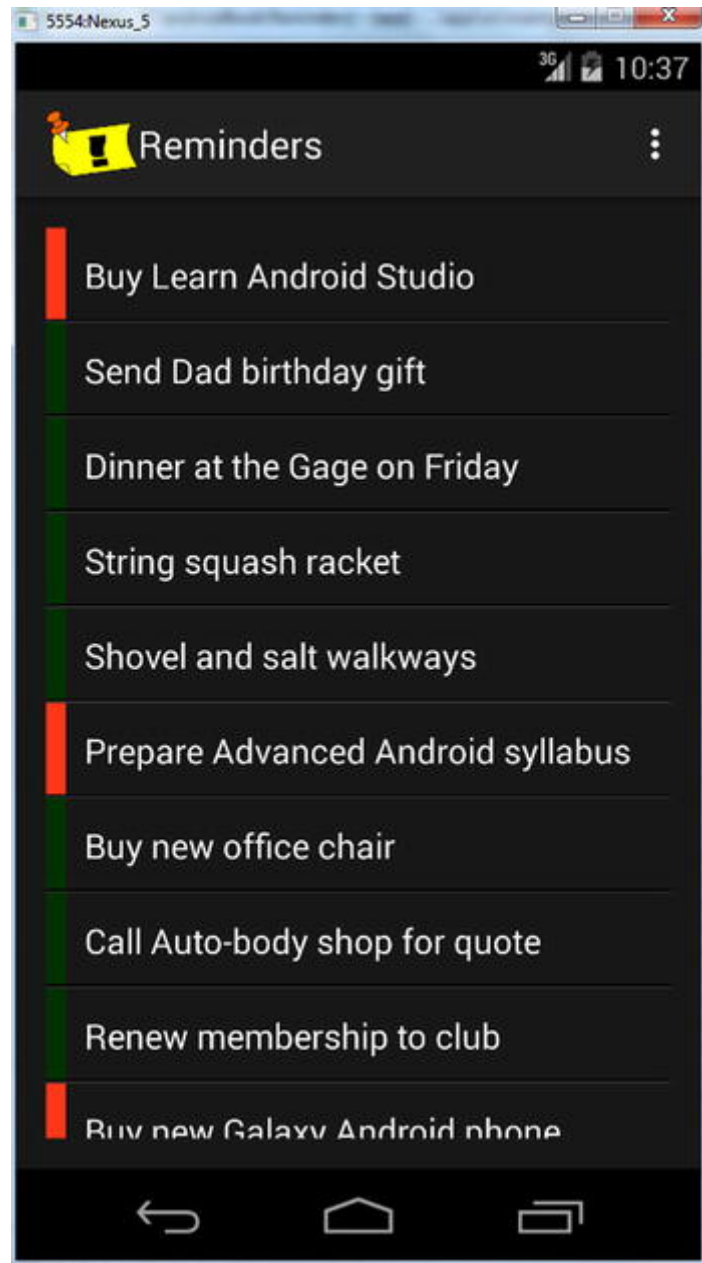 5554:Nexus_5
3G 10:37
! Reminders
Buy Learn Android Studio
Send Dad birthday gift
Dinner at the Gage on Friday
String squash racket
Shovel and salt walkways
Prepare Advanced Android syllabus
Buy new office chair
Call Auto-body shop for quote
Renew membership to club
Buy new Galaxy Android phone